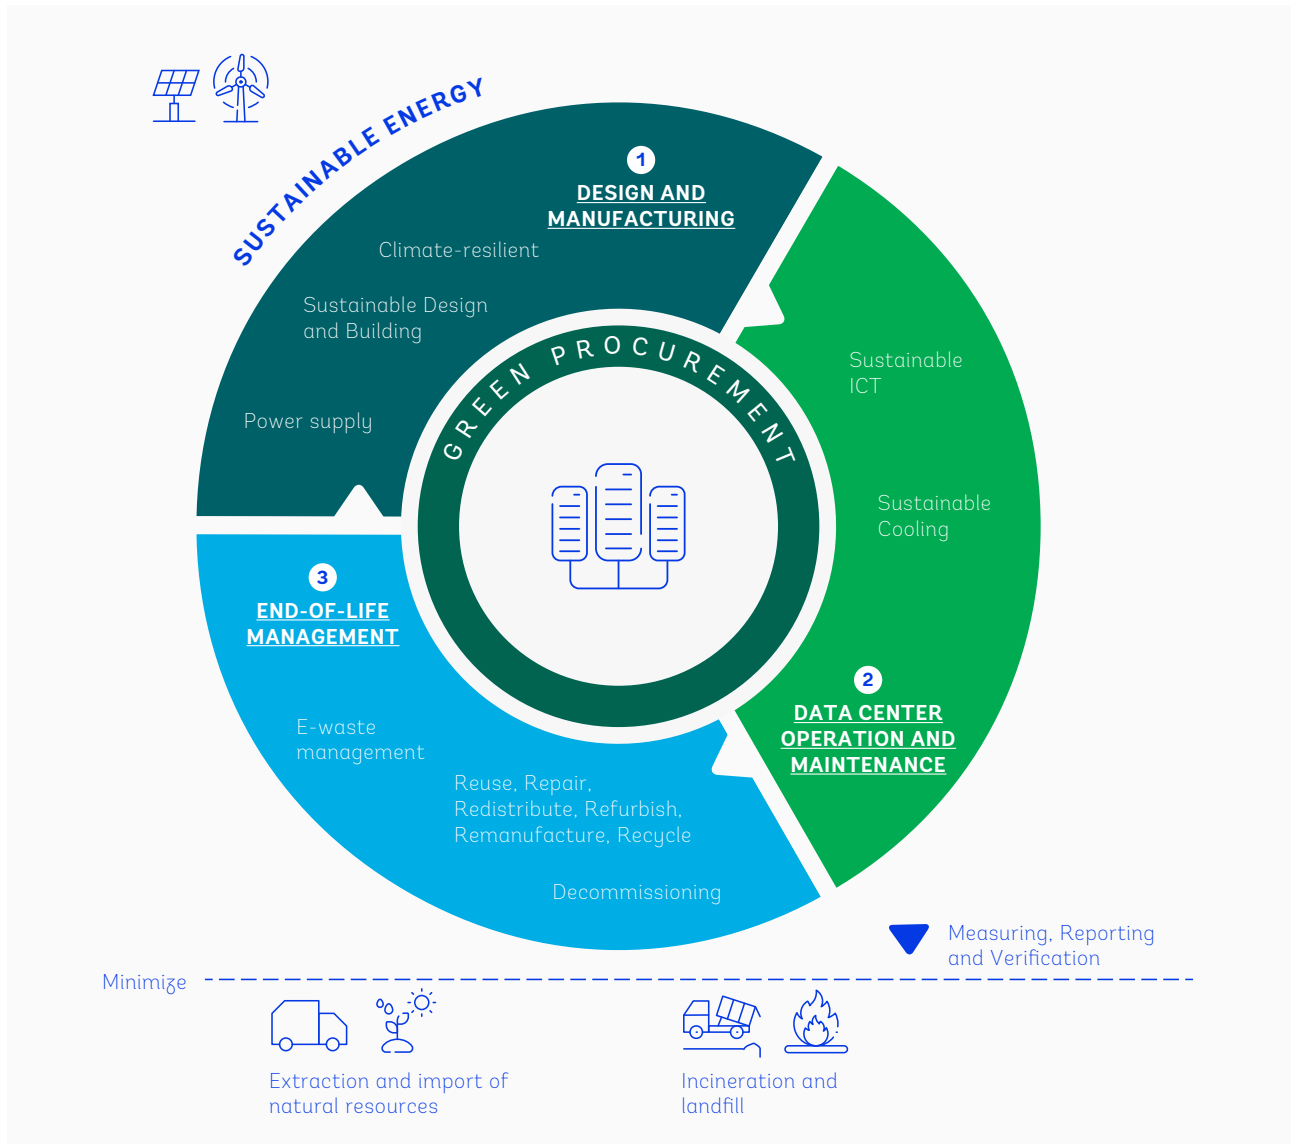 SUSTAINABLE ENERGY
1
DESIGN AND
MANUFACTURING
Climate-resilient
Sustainable Design
and Building
Power supply
GREEN PROCUREMENT
Sustainable
ICT
Sustainable
Cooling
2
DATA CENTER
OPERATION AND
MAINTENANCE
3
END-OF-LIFE
MANAGEMENT
E-waste
management
Reuse, Repair,
Redistribute, Refurbish,
Remanufacture, Recycle
Decommissioning
Measuring, Reporting
and Verification
Minimize
Extraction and import of
natural resources
Incineration and
landfill